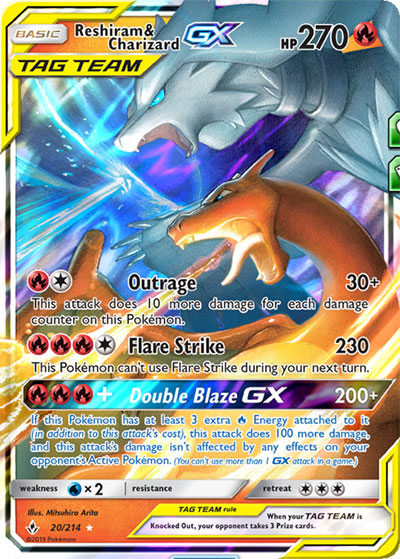 BASIC
Reshiram&
Charizard GX
HP270
TAG TEAM
Outrage 30+
This attack does 10 more damage for each damage
counter on this Pokémon.
Flare Strike 230
This Pokémon can't use Flare Strike during your next turn.
+ Double Blaze GX 200+
If this Pokémon has at least 3 extra Energy attached to it
(in addition to this attack's cost), this attack does 100 more damage,
and this attack's damage isn't affected by any effects on your
opponent's Active Pokémon. (You can't use more than 1 GX attack in a game.)
weakness ×2 resistance retreat
Illus. Mitsuhiro Arita
20/214
©2019 Pokémon
TAG TEAM rule
When your TAG TEAM is
Knocked Out, your opponent takes 3 Prize cards.